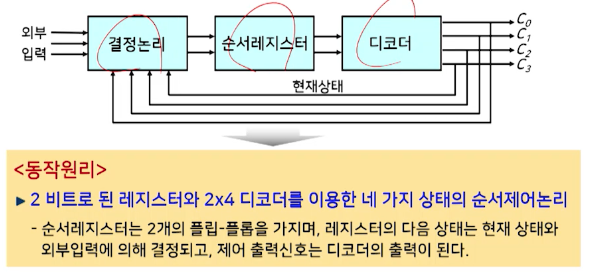 외부
입력
결정논리
순서레지스터
디코더
C0
C1
C2
C3
현재상태
<동작원리>
▶ 2 비트로 된 레지스터와 2x4 디코더를 이용한 네 가지 상태의 순서제어논리
- 순서레지스터는 2개의 플립-플롭을 가지며, 레지스터의 다음 상태는 현재 상태와
외부입력에 의해 결정되고, 제어 출력신호는 디코더의 출력이 된다.